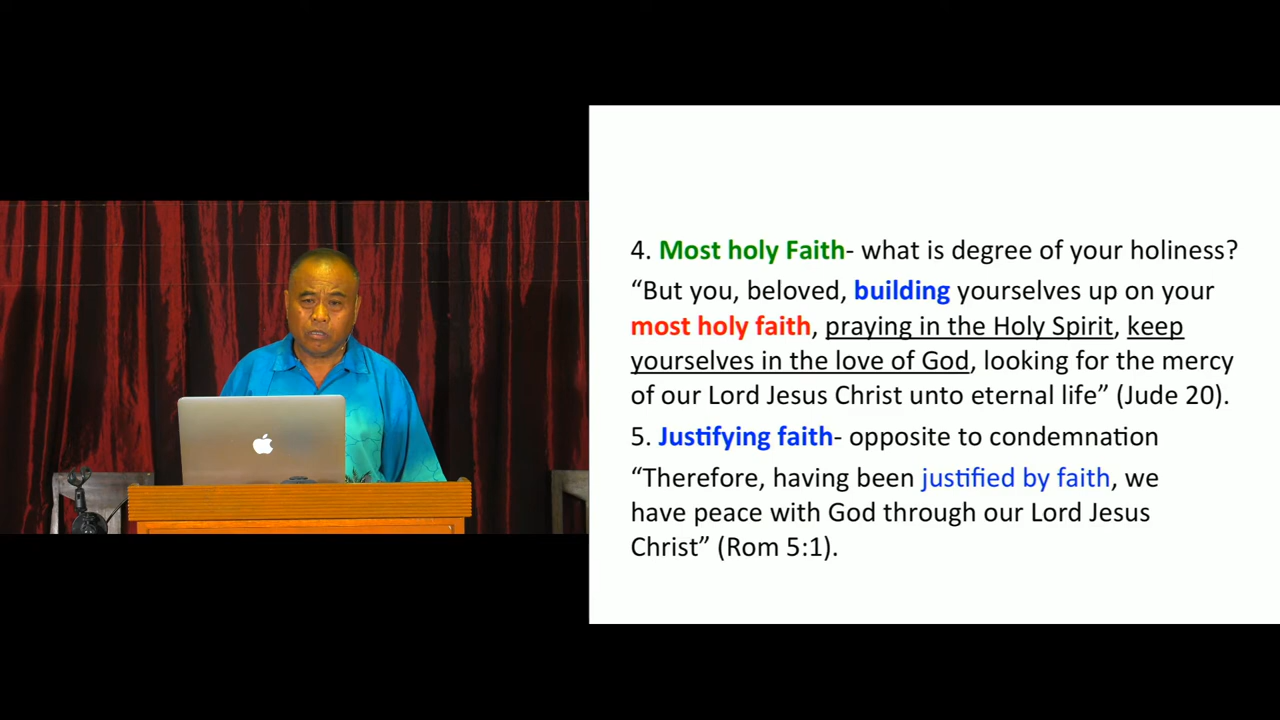 4. Most holy Faith- what is degree of your holiness?
“But you, beloved, building yourselves up on your
most holy faith, praying in the Holy Spirit, keep
yourselves in the love of God, looking for the mercy
of our Lord Jesus Christ unto eternal life” (Jude 20).
5. Justifying faith- opposite to condemnation
“Therefore, having been justified by faith, we
have peace with God through our Lord Jesus
Christ” (Rom 5:1).